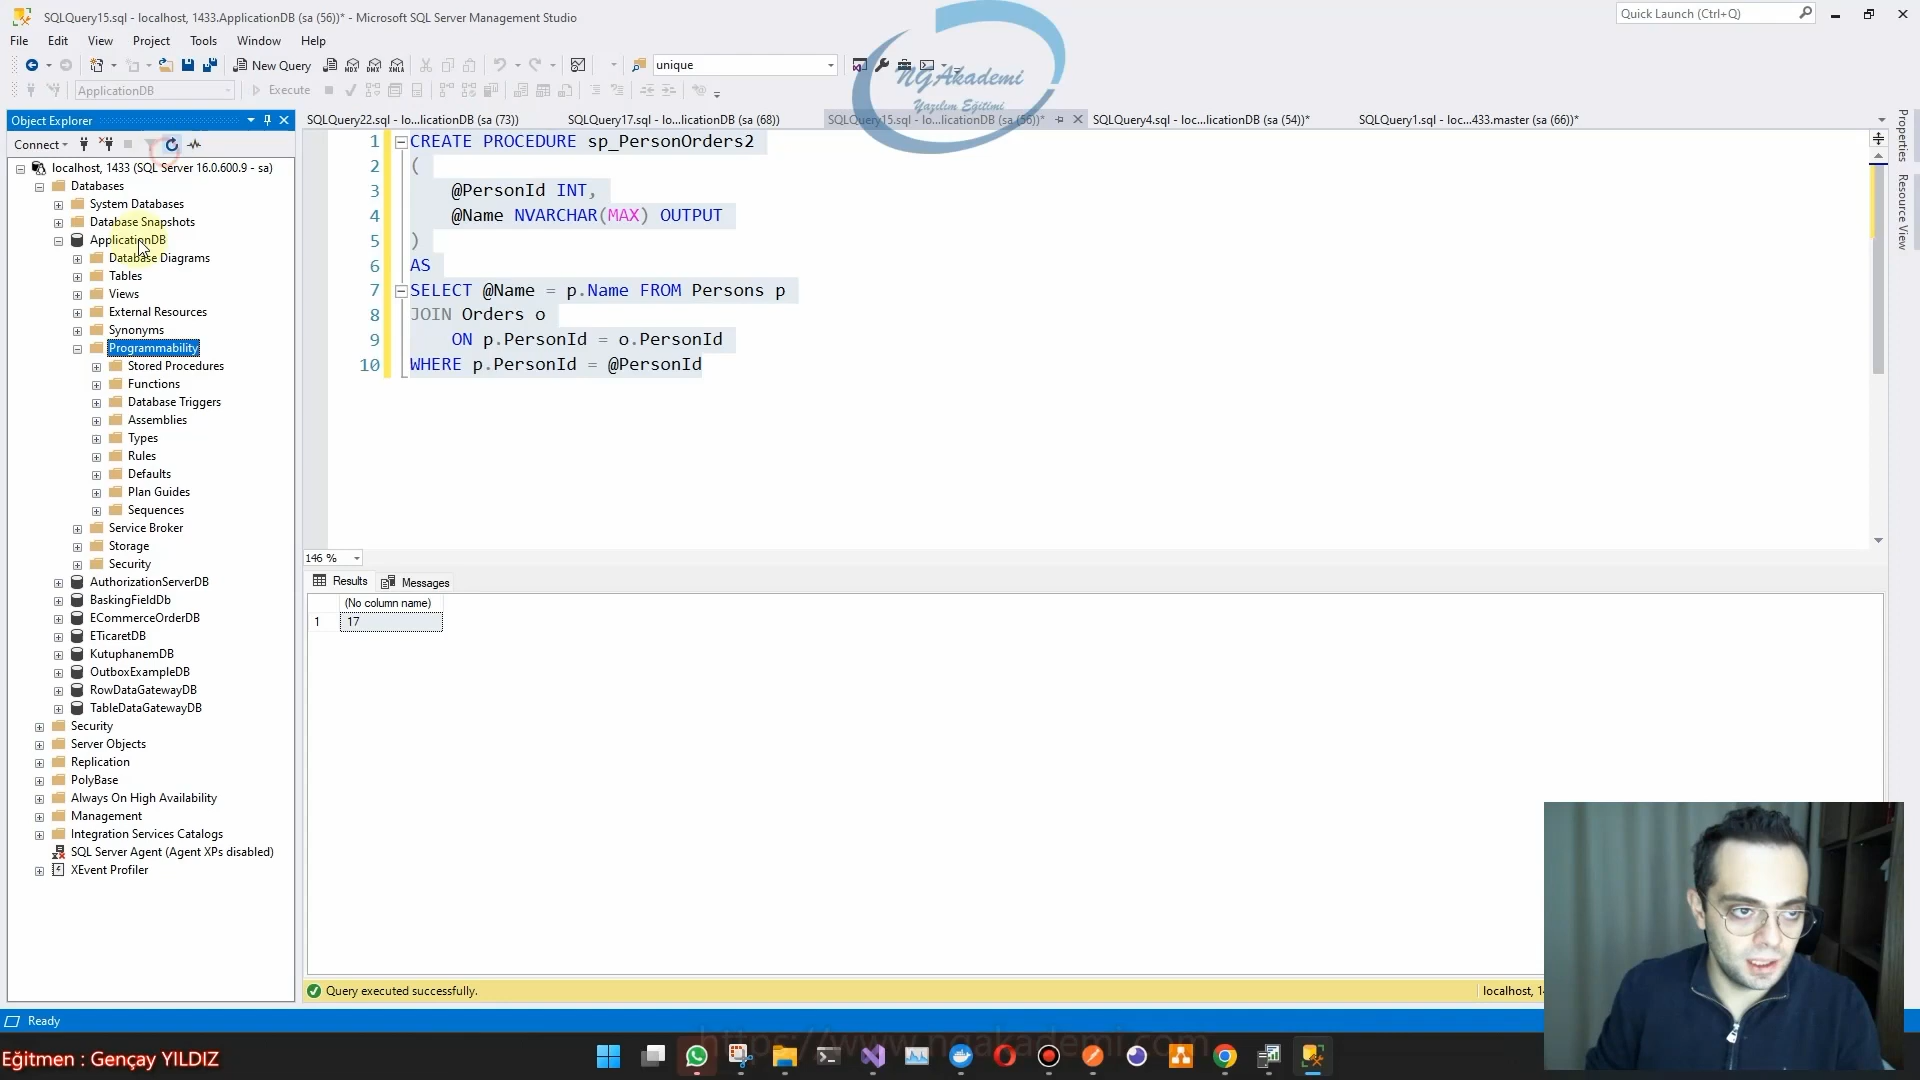 SQLQuery15.sql - localhost, 1433.ApplicationDB (sa (56))* - Microsoft SQL Server Management Studio
Quick Launch (Ctrl+Q)
File Edit View Project Tools Window Help
New Query
unique
ApplicationDB
Execute
NGAkademi
Yazılım Eğitimi
Object Explorer
SQLQuery22.sql - lo...licationDB (sa (73))
SQLQuery17.sql - lo...licationDB (sa (68))
SQLQuery15.sql - lo...licationDB (sa (56))*
SQLQuery4.sql - loc...licationDB (sa (54))*
SQLQuery1.sql - loc...433.master (sa (66))*
Connect
localhost, 1433 (SQL Server 16.0.600.9 - sa)
Databases
System Databases
Database Snapshots
ApplicationDB
Database Diagrams
Tables
Views
External Resources
Synonyms
Programmability
Stored Procedures
Functions
Database Triggers
Assemblies
Types
Rules
Defaults
Plan Guides
Sequences
Service Broker
Storage
Security
AuthorizationServerDB
BaskingFieldDb
ECommerceOrderDB
ETicaretDB
KutuphanemDB
OutboxExampleDB
RowDataGatewayDB
TableDataGatewayDB
Security
Server Objects
Replication
PolyBase
Always On High Availability
Management
Integration Services Catalogs
SQL Server Agent (Agent XPs disabled)
XEvent Profiler
1 CREATE PROCEDURE sp_PersonOrders2
2 (
3 @PersonId INT,
4 @Name NVARCHAR(MAX) OUTPUT
5 )
6 AS
7 SELECT @Name = p.Name FROM Persons p
8 JOIN Orders o
9 ON p.PersonId = o.PersonId
10 WHERE p.PersonId = @PersonId
Properties
Resource View
146 %
Results Messages
(No column name)
1 17
Query executed successfully.
localhost, 14
Ready
https://www.ngakademi.com
Eğitmen : Gençay YILDIZ